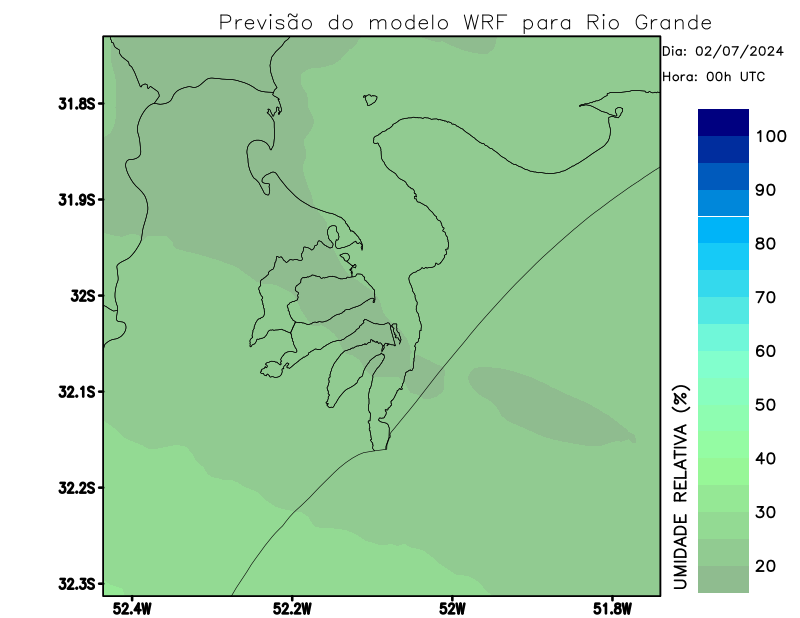 Previsão do modelo WRF para Rio Grande
Dia: 02/07/2024
Hora: 00h UTC
31.8S
31.9S
32S
32.1S
32.2S
32.3S
52.4W
52.2W
52W
51.8W
UMIDADE RELATIVA (%)
100
90
80
70
60
50
40
30
20